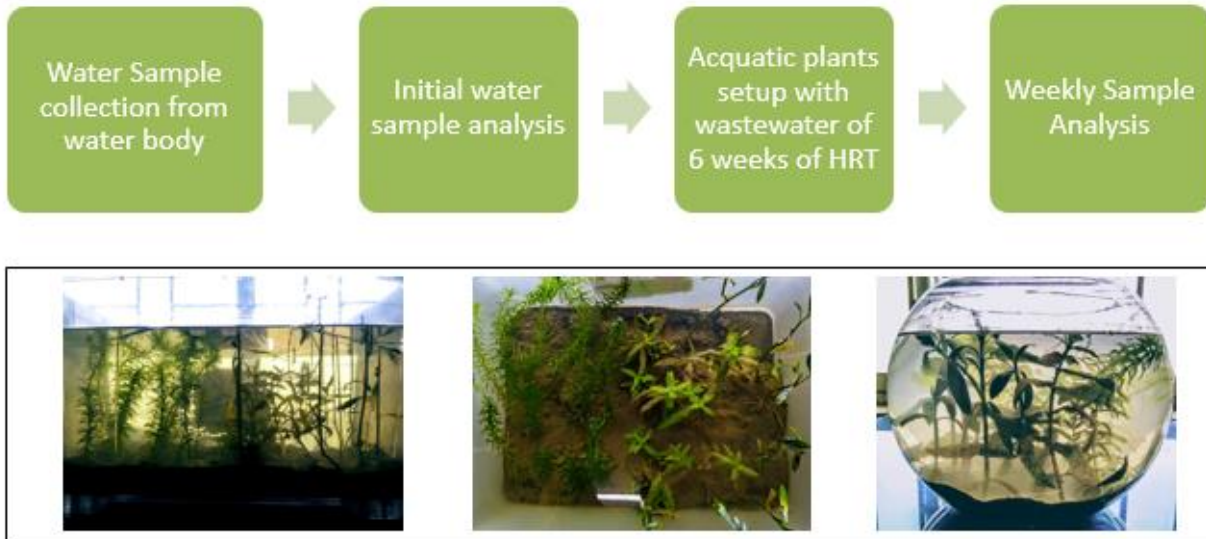 Water Sample
collection from
water body
Initial water
sample analysis
Acquatic plants
setup with
wastewater of
6 weeks of HRT
Weekly Sample
Analysis